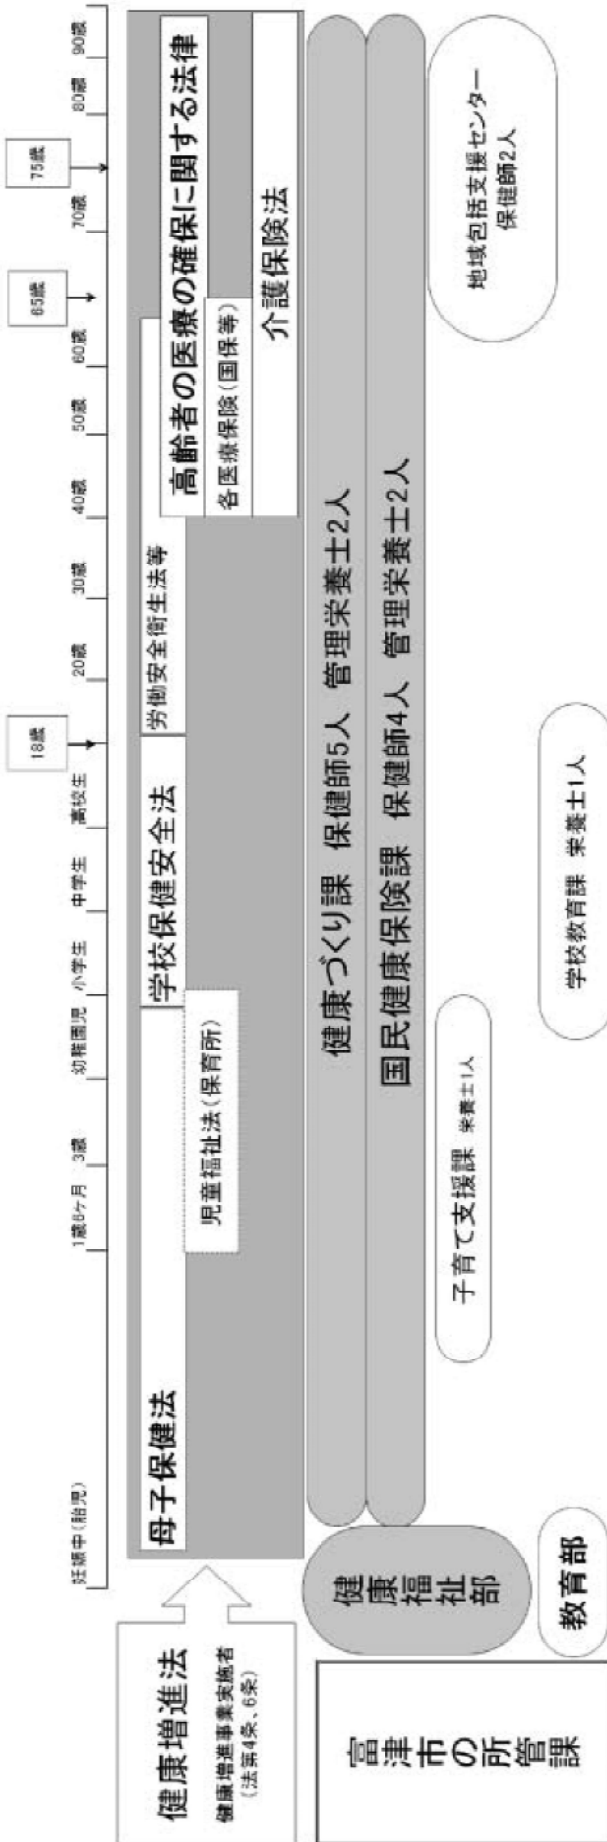 妊娠中(胎児)
1歳6ヶ月
3歳
幼稚園児
小学生
中学生
高校生
18歳
20歳
30歳
40歳
50歳
60歳
65歳
70歳
75歳
80歳
90歳
健康増進法
健康増進事業実施者
(法第4条、6条)
母子保健法
学校保健安全法
労働安全衛生法等
高齢者の医療の確保に関する法律
児童福祉法(保育所)
各医療保険(国保等)
介護保険法
富津市の所管課
健康福祉部
健康づくり課 保健師5人 管理栄養士2人
国民健康保険課 保健師4人 管理栄養士2人
子育て支援課 栄養士1人
地域包括支援センター
保健師2人
教育部
学校教育課 栄養士1人